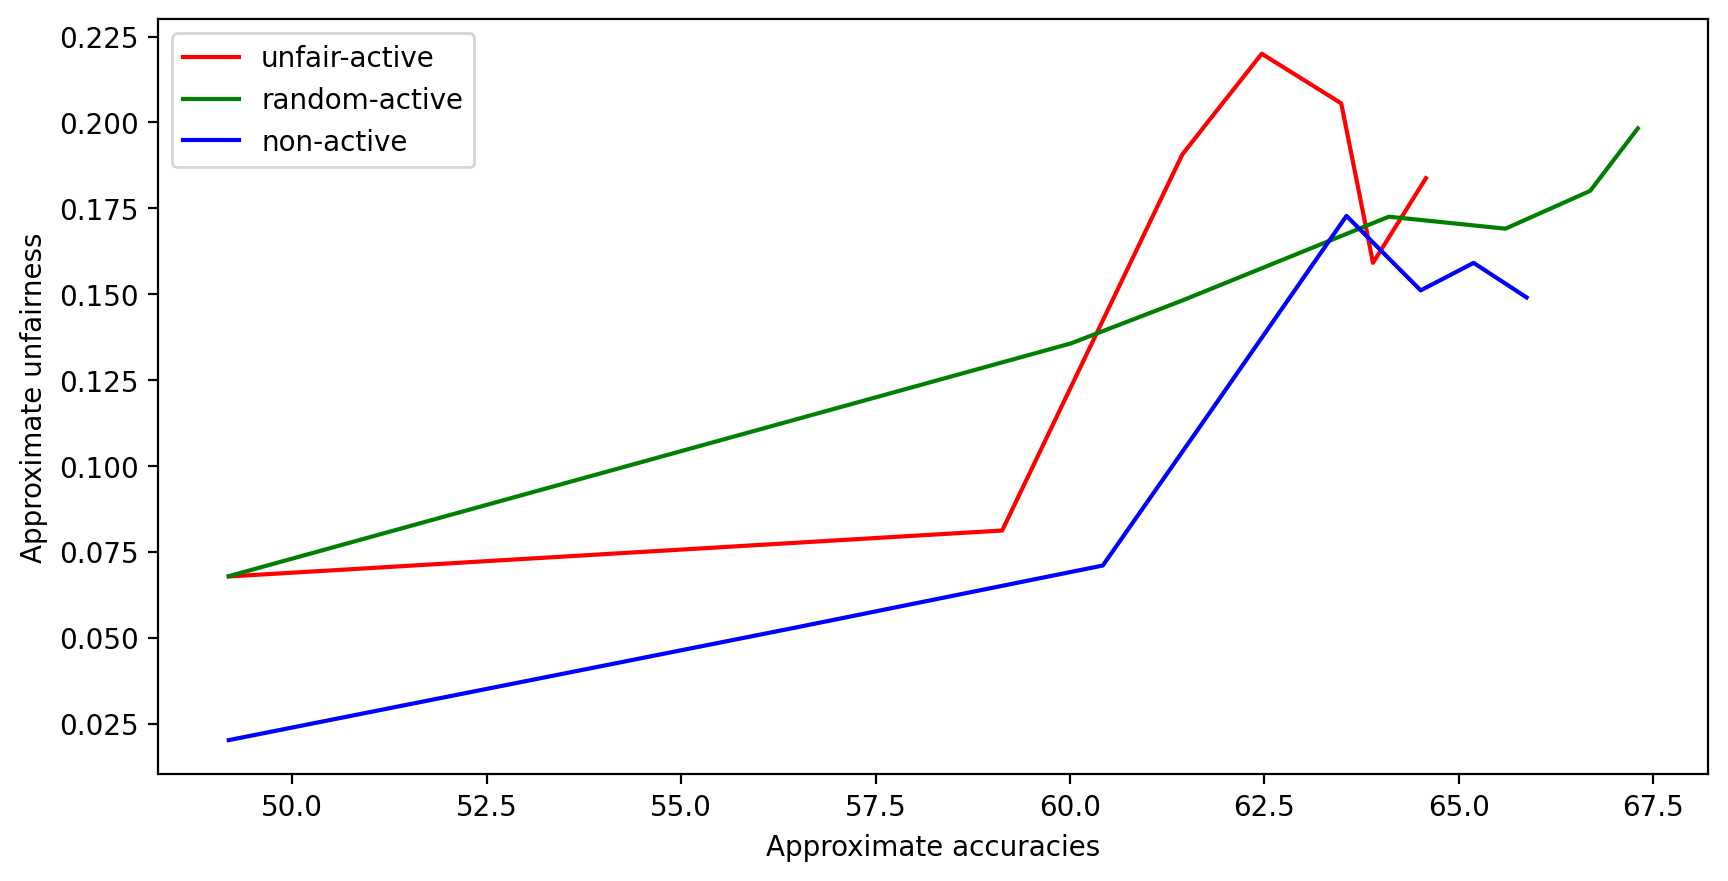 unfair-active
random-active
non-active
Approximate unfairness
0.225
0.200
0.175
0.150
0.125
0.100
0.075
0.050
0.025
50.0 52.5 55.0 57.5 60.0 62.5 65.0 67.5
Approximate accuracies